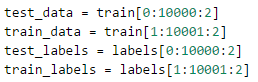 test_data = train[0:10000:2]
train_data = train[1:10001:2]
test_labels = labels[0:10000:2]
train_labels = labels[1:10001:2]